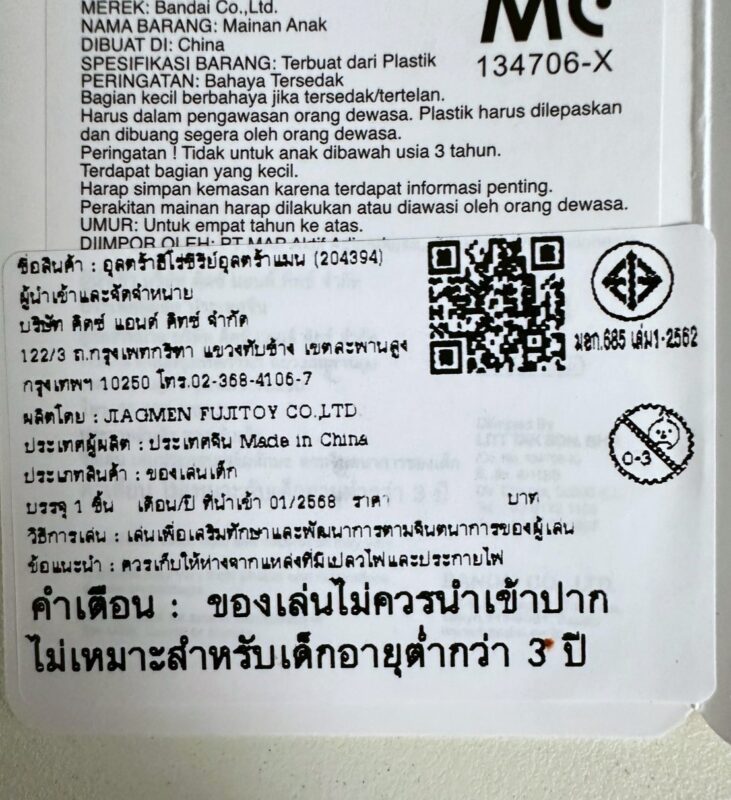 MEREK: Bandai Co.,Ltd.
NAMA BARANG: Mainan Anak
DIBUAT DI: China
SPESIFIKASI BARANG: Terbuat dari Plastik
PERINGATAN: Bahaya Tersedak
Bagian kecil berbahaya jika tersedak/tertelan.
Harus dalam pengawasan orang dewasa. Plastik harus dilepaskan
dan dibuang segera oleh orang dewasa.
Peringatan ! Tidak untuk anak dibawah usia 3 tahun.
Terdapat bagian yang kecil.
Harap simpan kemasan karena terdapat informasi penting.
Perakitan mainan harap dilakukan atau diawasi oleh orang dewasa.
UMUR: Untuk empat tahun ke atas.
DIIMPOR OLEH: PT MAP
MC
134706-X
ชื่อสินค้า : อุลตร้าฮีโร่ซีรีย์อุลตร้าแมน (204394)
ผู้นำเข้าและจัดจำหน่าย
บริษัท คิดซ์ แอนด์ คิทซ์ จำกัด
122/3 ถ.กรุงเทพกรีฑา แขวงทับช้าง เขตสะพานสูง
กรุงเทพฯ 10250 โทร.02-368-4106-7
ผลิตโดย : JIAGMEN FUJITOY CO.,LTD
ประเทศผู้ผลิต : ประเทศจีน Made in China
ประเภทสินค้า : ของเล่นเด็ก
บรรจุ 1 ชิ้น เดือน/ปี ที่นำเข้า 01/2568 ราคา บาท
วิธีการเล่น : เล่นเพื่อเสริมทักษะและพัฒนาการตามจินตนาการของผู้เล่น
ข้อแนะนำ : ควรเก็บให้ห่างจากแหล่งที่มีเปลวไฟและประกายไฟ
คำเตือน : ของเล่นไม่ควรนำเข้าปาก
ไม่เหมาะสำหรับเด็กอายุต่ำกว่า 3 ปี
มอก.685 เล่ม1-2562
0-3